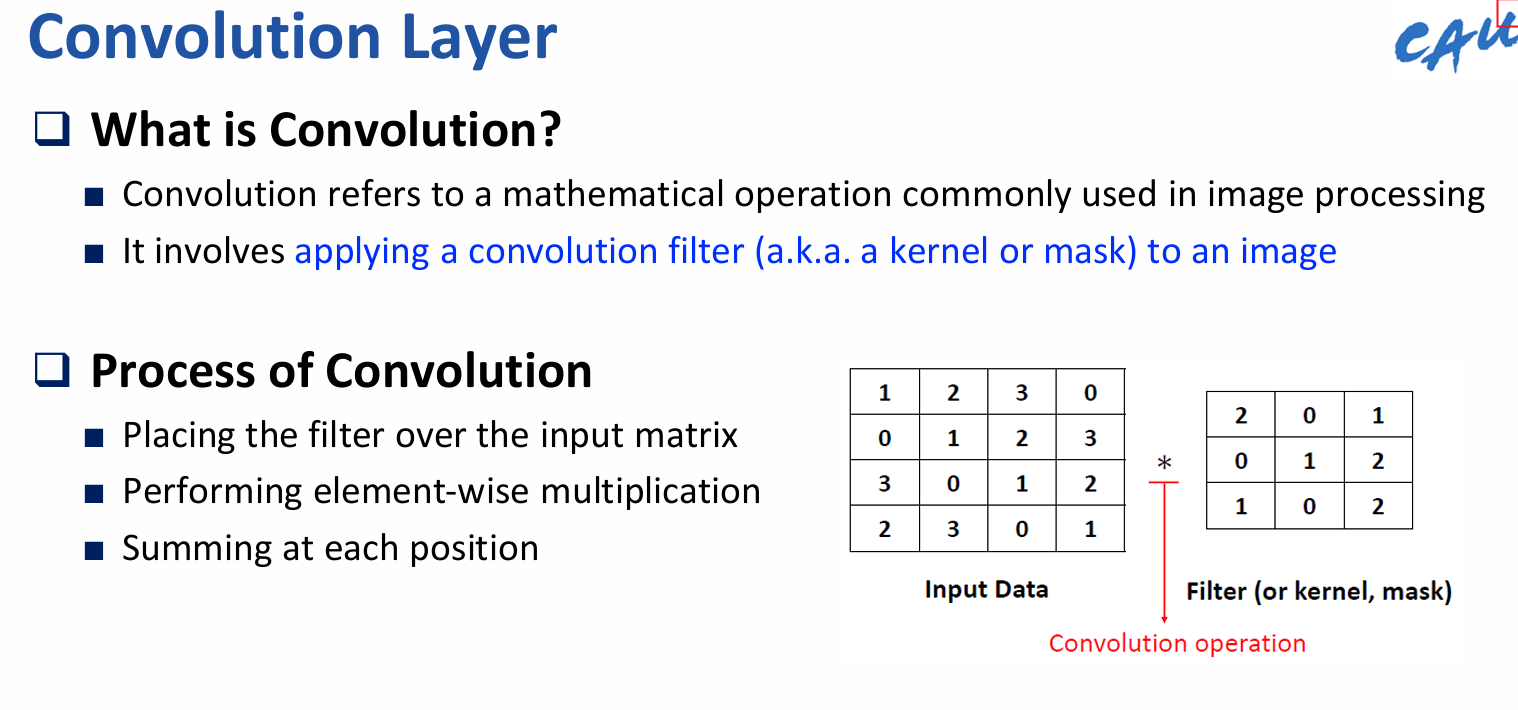 Convolution Layer
CAU
What is Convolution?
Convolution refers to a mathematical operation commonly used in image processing
It involves applying a convolution filter (a.k.a. a kernel or mask) to an image
Process of Convolution
Placing the filter over the input matrix
Performing element-wise multiplication
Summing at each position
1 2 3 0
0 1 2 3
3 0 1 2
2 3 0 1
Input Data
*
2 0 1
0 1 2
1 0 2
Filter (or kernel, mask)
Convolution operation